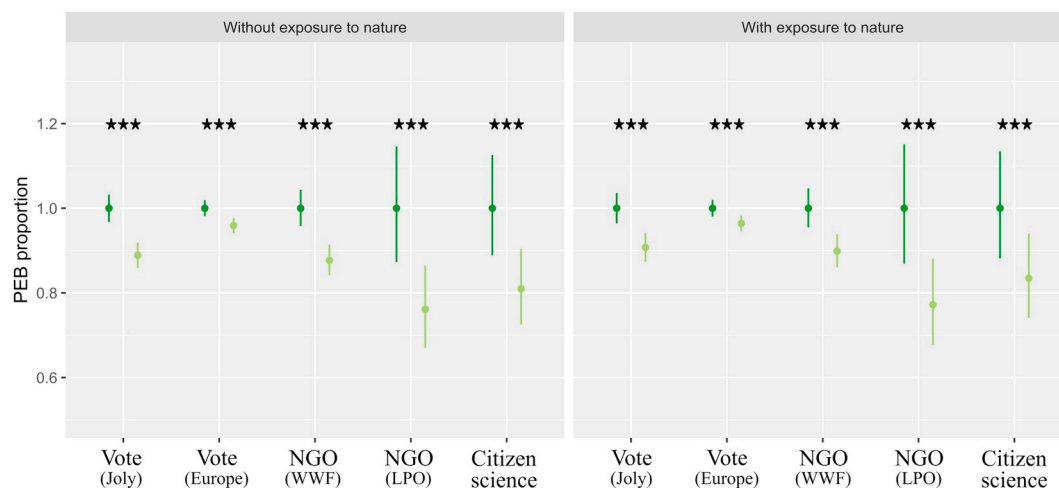 Without exposure to nature
With exposure to nature
PEB proportion
1.2
1.0
0.8
0.6
★★★ ★★★ ★★★ ★★★ ★★★
★★★ ★★★ ★★★ ★★★ ★★★
Vote
(Joly)
Vote
(Europe)
NGO
(WWF)
NGO
(LPO)
Citizen
science
Vote
(Joly)
Vote
(Europe)
NGO
(WWF)
NGO
(LPO)
Citizen
science